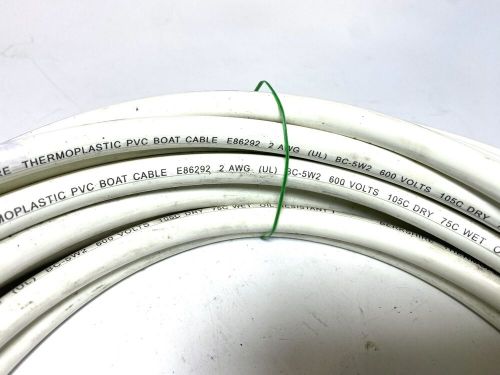 RE THERMOPLASTIC PVC BOAT CABLE E86292 2 AWG (UL) BC-5W2 600 VOLTS 105C DRY 75C
MOPLASTIC PVC BOAT CABLE E86292 2 AWG (UL) BC-5W2 600 VOLTS 105C DRY 75C WET O
L) BC-5W2 600 VOLTS 105C DRY 75C WET OIL RESISTANT I